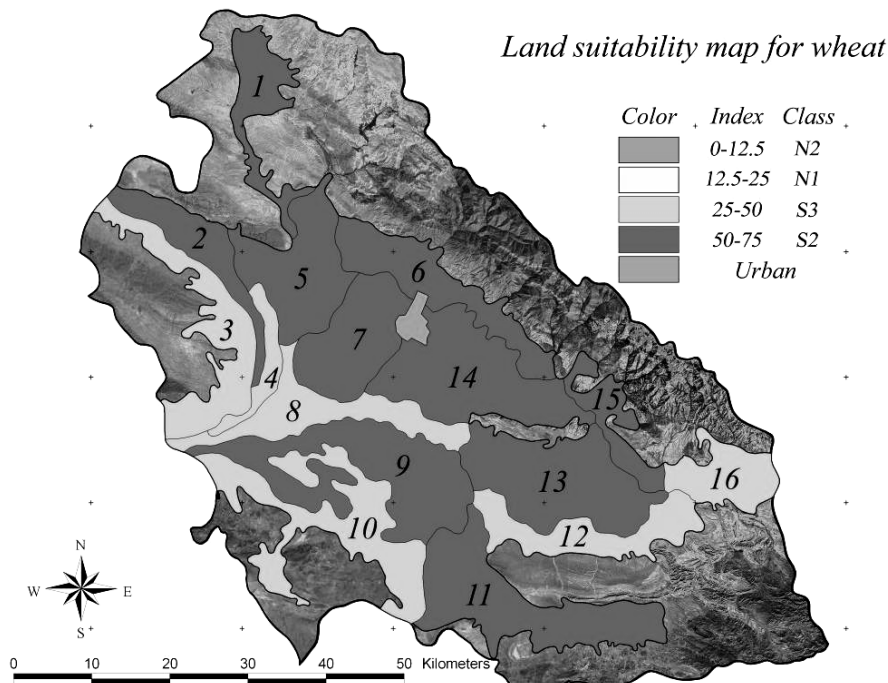 Land suitability map for wheat
Color Index Class
0-12.5 N2
12.5-25 N1
25-50 S3
50-75 S2
Urban
1
2
5
6
3
7
4
14
15
8
9
13
16
10
12
11
N
W E
S
0 10 20 30 40 50 Kilometers